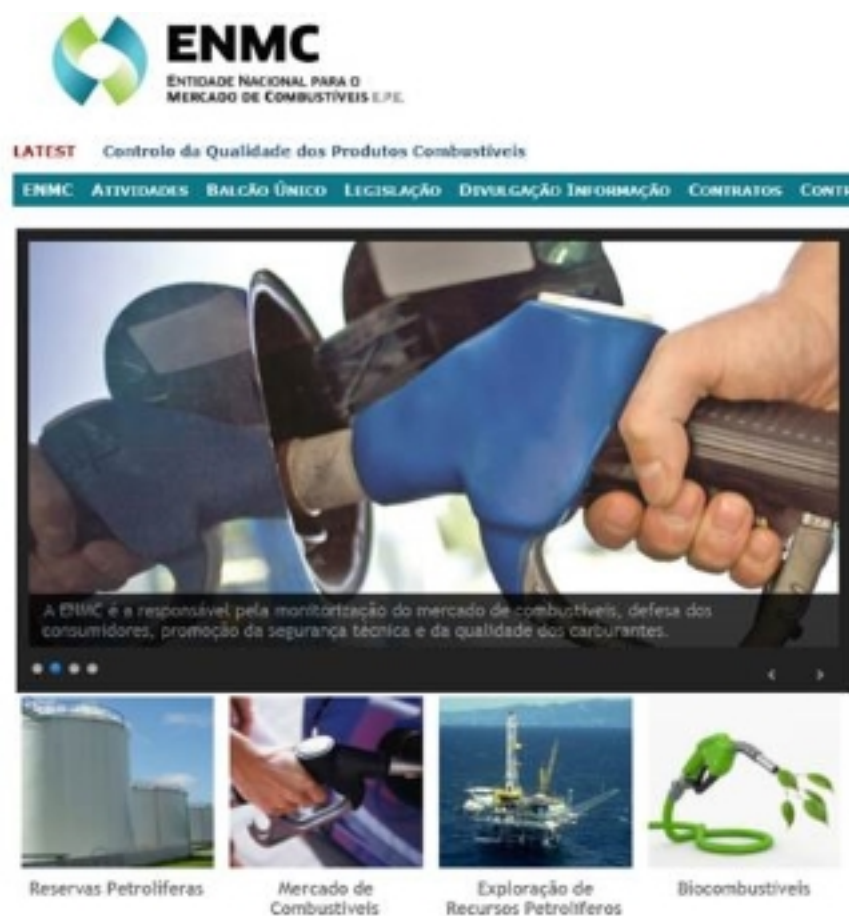 ENMC
ENTIDADE NACIONAL PARA O
MERCADO DE COMBUSTÍVEIS E.P.E.
LATEST Controlo da Qualidade dos Produtos Combustíveis
ENMC ATIVIDADES BALCÃO ÚNICO LEGISLAÇÃO DIVULGAÇÃO INFORMAÇÃO CONTRATOS CONTR
A ENMC é a responsável pela monitorização do mercado de combustíveis, defesa dos
consumidores, promoção da segurança técnica e da qualidade dos carburantes.
Reservas Petrolíferas
Mercado de
Combustíveis
Exploração de
Recursos Petrolíferos
Biocombustíveis